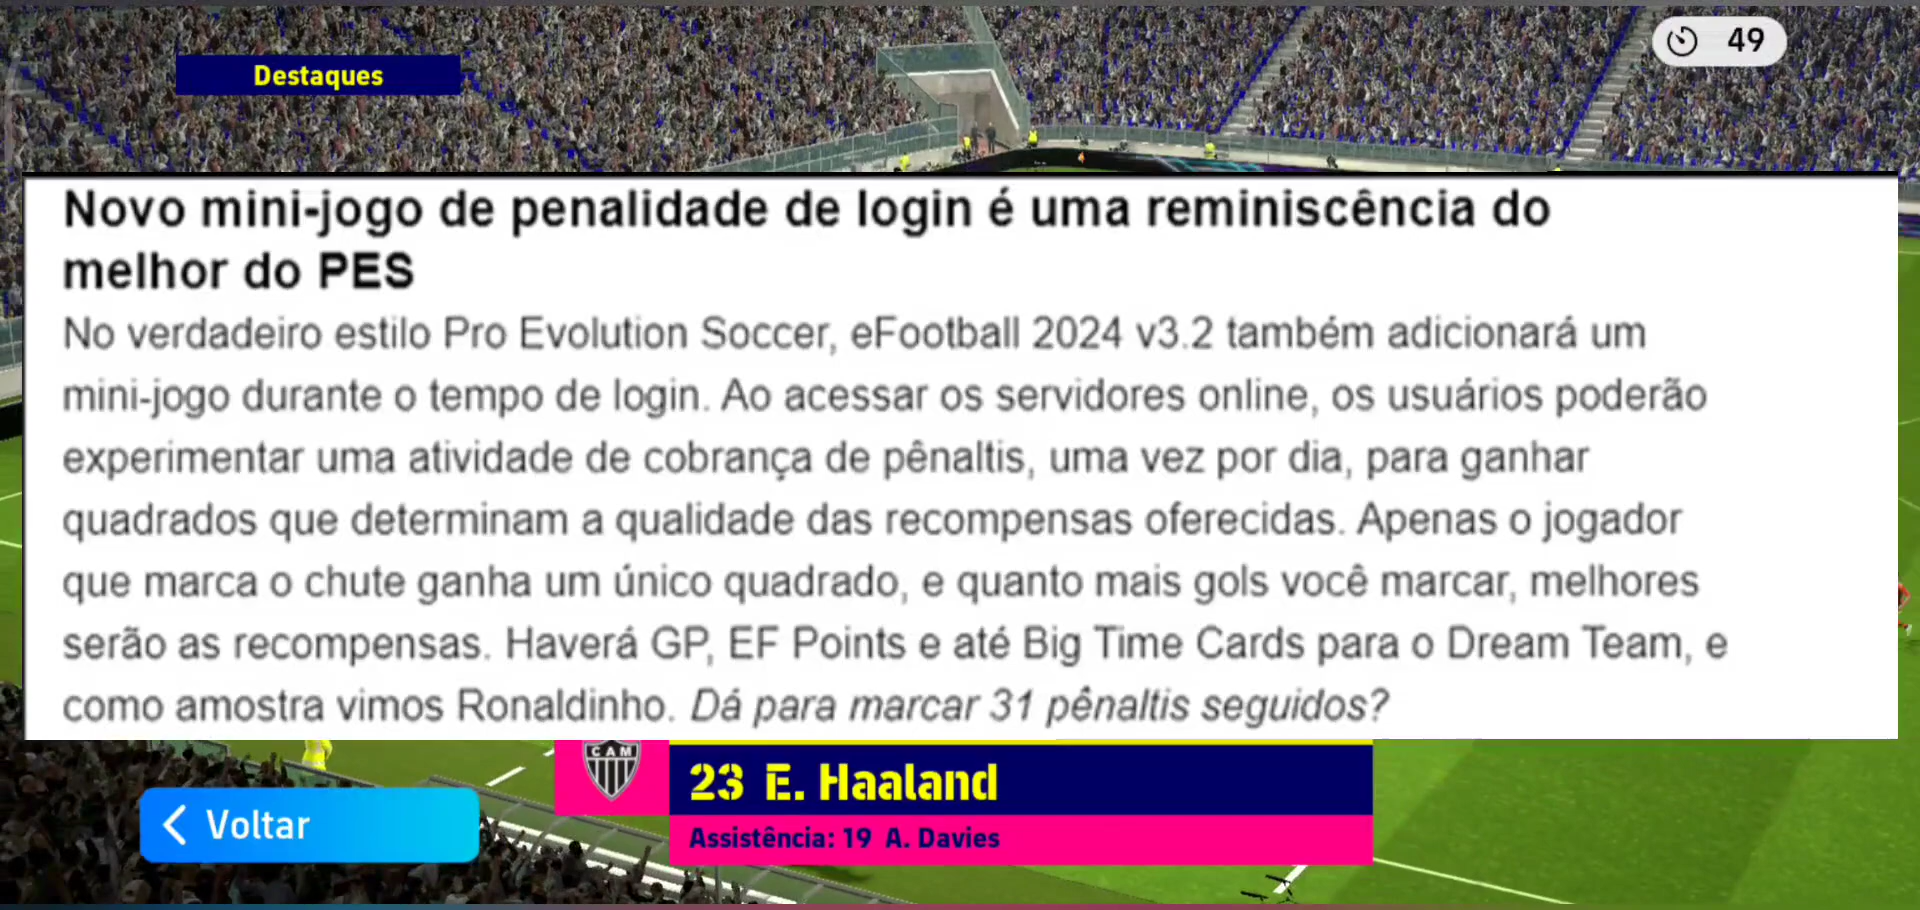 Destaques
49
Novo mini-jogo de penalidade de login é uma reminiscência do
melhor do PES
No verdadeiro estilo Pro Evolution Soccer, eFootball 2024 v3.2 também adicionará um
mini-jogo durante o tempo de login. Ao acessar os servidores online, os usuários poderão
experimentar uma atividade de cobrança de pênaltis, uma vez por dia, para ganhar
quadrados que determinam a qualidade das recompensas oferecidas. Apenas o jogador
que marca o chute ganha um único quadrado, e quanto mais gols você marcar, melhores
serão as recompensas. Haverá GP, EF Points e até Big Time Cards para o Dream Team, e
como amostra vimos Ronaldinho. Dá para marcar 31 pênaltis seguidos?
CAM
23 E. Haaland
Voltar
Assistência: 19 A. Davies